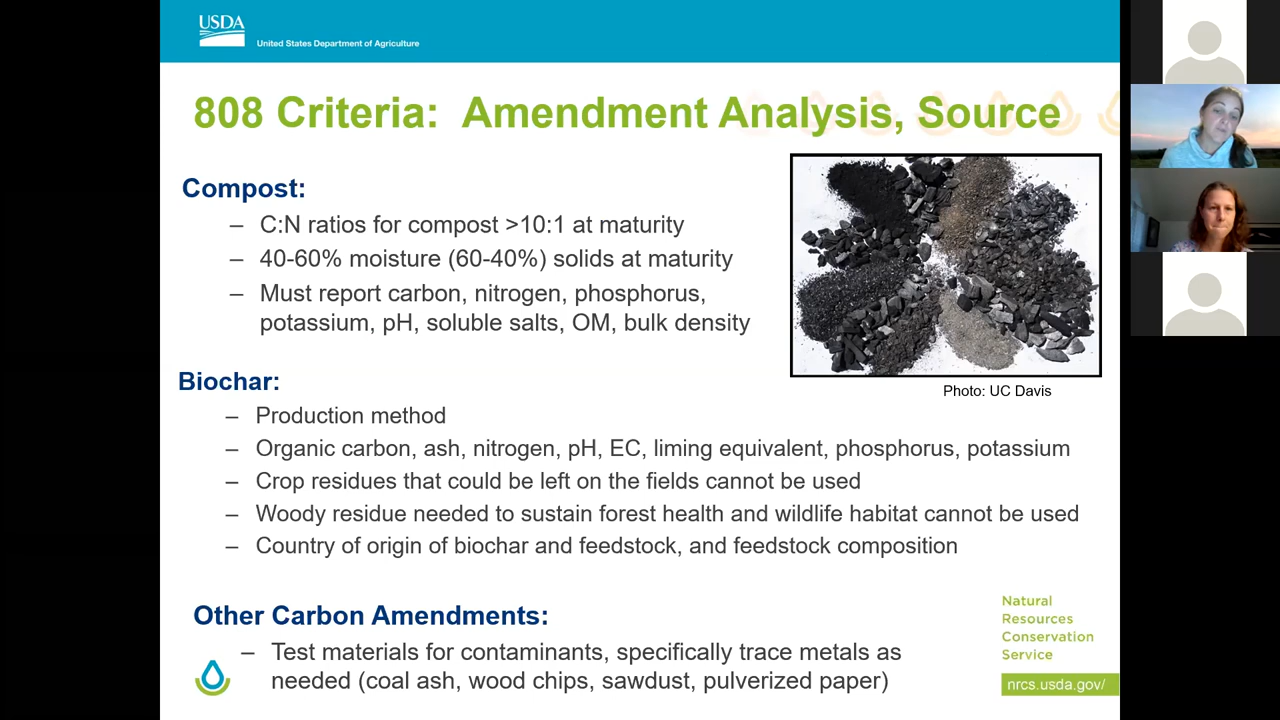 USDA
United States Department of Agriculture
808 Criteria: Amendment Analysis, Source
Compost:
– C:N ratios for compost >10:1 at maturity
– 40-60% moisture (60-40%) solids at maturity
– Must report carbon, nitrogen, phosphorus,
potassium, pH, soluble salts, OM, bulk density
Photo: UC Davis
Biochar:
– Production method
– Organic carbon, ash, nitrogen, pH, EC, liming equivalent, phosphorus, potassium
– Crop residues that could be left on the fields cannot be used
– Woody residue needed to sustain forest health and wildlife habitat cannot be used
– Country of origin of biochar and feedstock, and feedstock composition
Other Carbon Amendments:
– Test materials for contaminants, specifically trace metals as
needed (coal ash, wood chips, sawdust, pulverized paper)
Natural
Resources
Conservation
Service
nrcs.usda.gov/